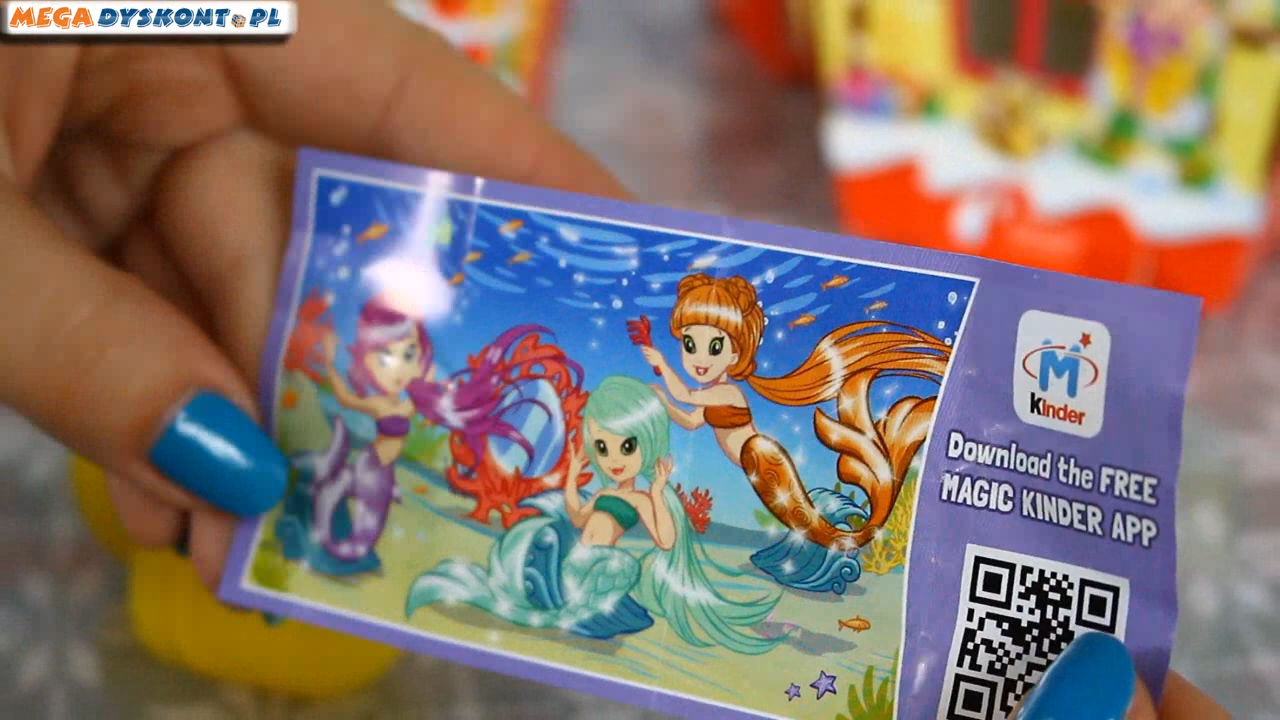 MEGADYSKONT.PL
M
kinder
Download the FREE
MAGIC KINDER APP